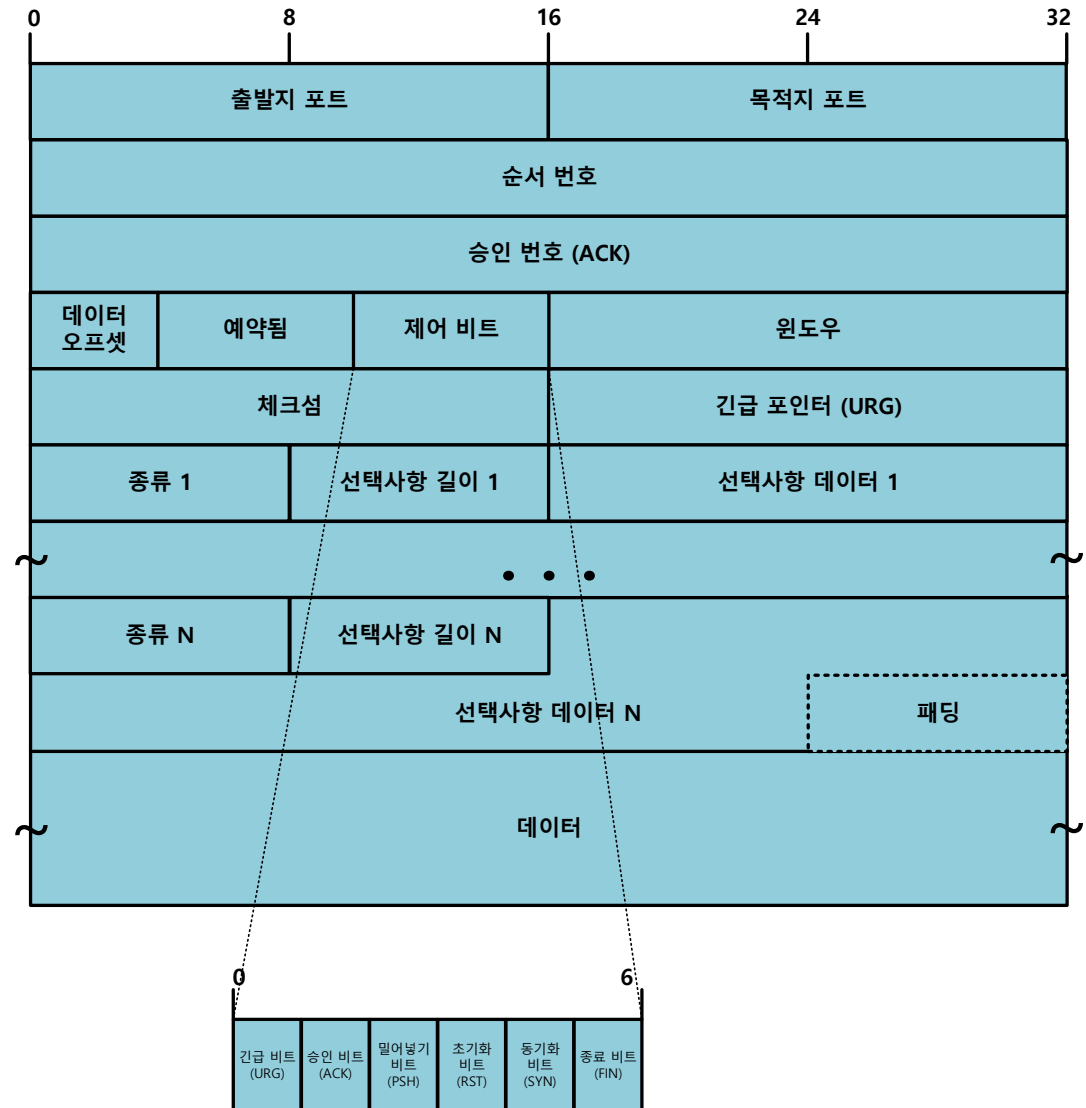 0 8 16 24 32
출발지 포트 목적지 포트
순서 번호
승인 번호 (ACK)
데이터
오프셋
예약됨 제어 비트 윈도우
체크섬 긴급 포인터 (URG)
종류 1 선택사항 길이 1 선택사항 데이터 1
~ ~
• • •
종류 N 선택사항 길이 N
선택사항 데이터 N 패딩
~ 데이터 ~
0 6
긴급 비트
(URG)
승인 비트
(ACK)
밀어넣기
비트
(PSH)
초기화
비트
(RST)
동기화
비트
(SYN)
종료 비트
(FIN)